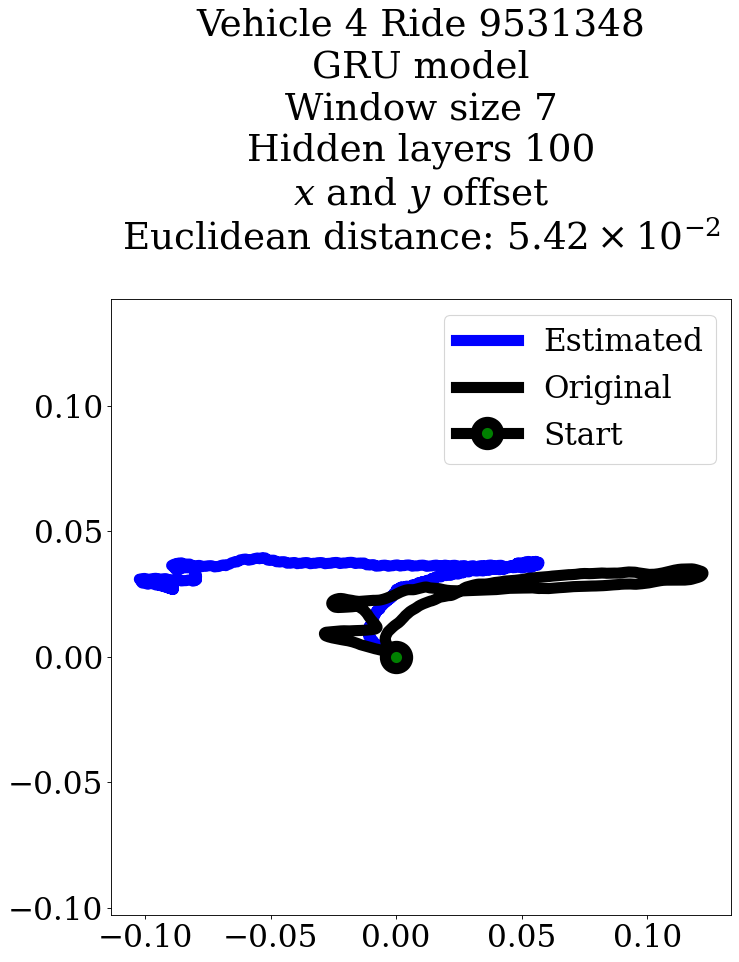 Vehicle 4 Ride 9531348
GRU model
Window size 7
Hidden layers 100
x and y offset
Euclidean distance: 5.42 × 10⁻²
Estimated
Original
Start
0.10
0.05
0.00
−0.05
−0.10
−0.10 −0.05 0.00 0.05 0.10